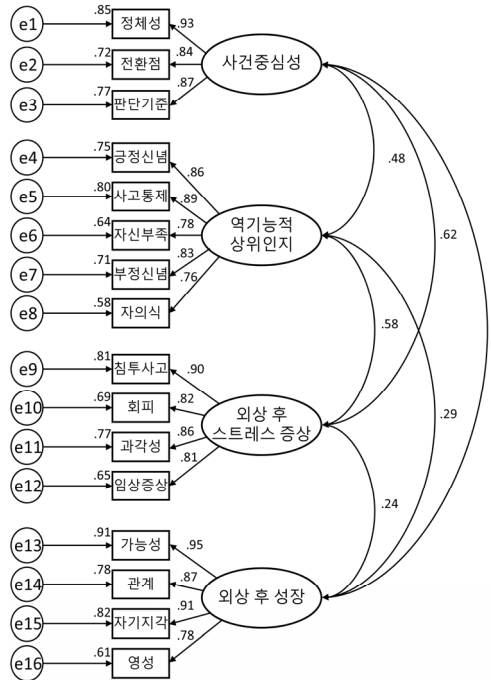 e1 .85 정체성 .93
e2 .72 전환점 .84 사건중심성
e3 .77 판단기준 .87
e4 .75 긍정신념 .86 .48
e5 .80 사고통제 .89
e6 .64 자신부족 .78 역기능적
상위인지 .62
e7 .71 부정신념 .83
e8 .58 자의식 .76
.58
e9 .81 침투사고 .90
e10 .69 회피 .82 외상 후 .29
e11 .77 과각성 .86 스트레스 증상
e12 .65 임상증상 .81
.24
e13 .91 가능성 .95
e14 .78 관계 .87 외상 후 성장
e15 .82 자기지각 .91
e16 .61 영성 .78